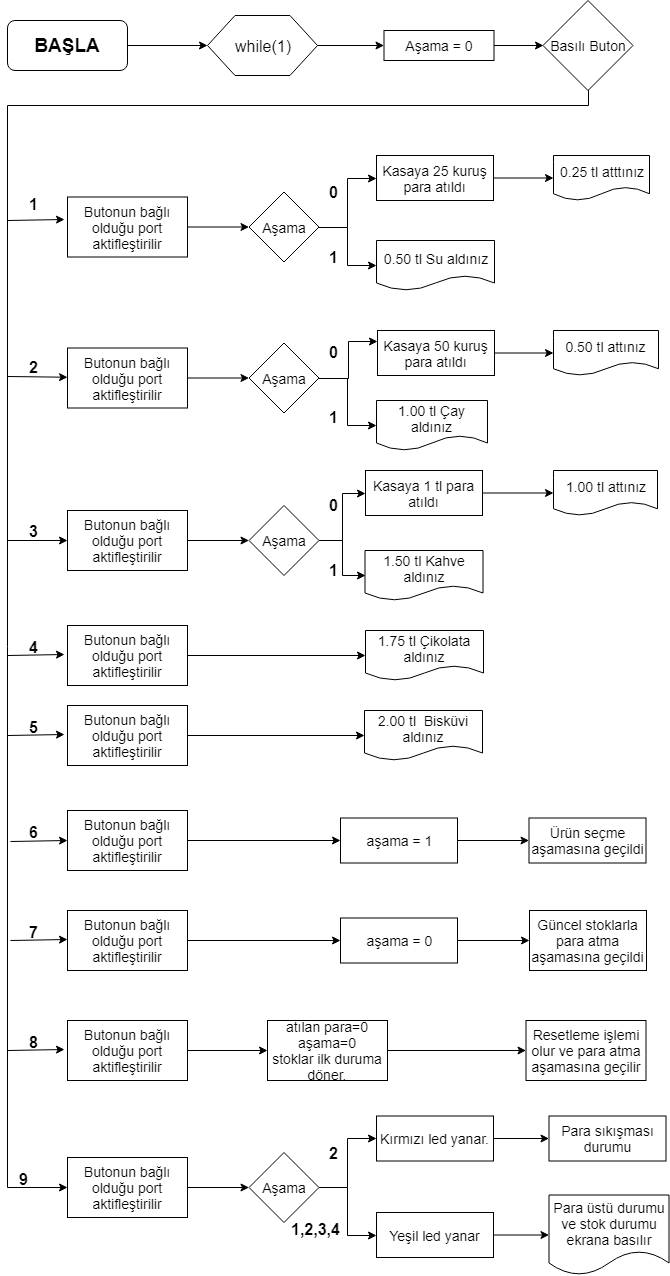 BAŞLA
while(1)
Aşama = 0
Basılı Buton
1
Butonun bağlı
olduğu port
aktifleştirilir
Aşama
0
Kasaya 25 kuruş
para atıldı
0.25 tl atttınız
1
0.50 tl Su aldınız
2
Butonun bağlı
olduğu port
aktifleştirilir
Aşama
0
Kasaya 50 kuruş
para atıldı
0.50 tl attınız
1
1.00 tl Çay
aldınız
3
Butonun bağlı
olduğu port
aktifleştirilir
Aşama
0
Kasaya 1 tl para
atıldı
1.00 tl attınız
1
1.50 tl Kahve
aldınız
4
Butonun bağlı
olduğu port
aktifleştirilir
1.75 tl Çikolata
aldınız
5
Butonun bağlı
olduğu port
aktifleştirilir
2.00 tl Bisküvi
aldınız
6
Butonun bağlı
olduğu port
aktifleştirilir
aşama = 1
Ürün seçme
aşamasına geçildi
7
Butonun bağlı
olduğu port
aktifleştirilir
aşama = 0
Güncel stoklarla
para atma
aşamasına geçildi
8
Butonun bağlı
olduğu port
aktifleştirilir
atılan para=0
aşama=0
stoklar ilk duruma
döner.
Resetleme işlemi
olur ve para atma
aşamasına geçilir
9
Butonun bağlı
olduğu port
aktifleştirilir
Aşama
2
Kırmızı led yanar.
Para sıkışması
durumu
1,2,3,4
Yeşil led yanar
Para üstü durumu
ve stok durumu
ekrana basılır